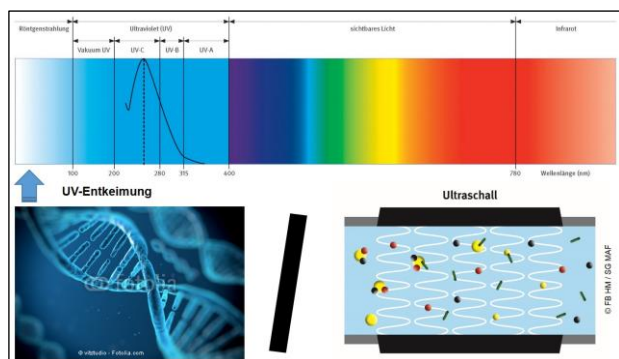 Röntgenstrahlung
Ultraviolet (UV)
sichtbares Licht
Infrarot
Vakuum UV
UV-C
UV-B
UV-A
100
200
280
315
400
780
Wellenlänge (nm)
UV-Entkeimung
Ultraschall
fotolia
© vitstudio - Fotolia.com
© FB HM / SG MAF